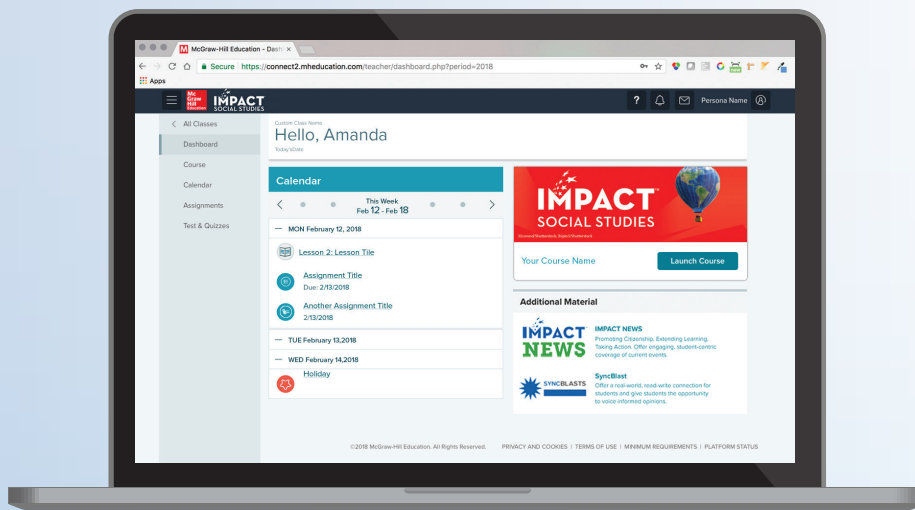 McGraw-Hill Education - Dash
Secure https://connect2.mheducation.com/teacher/dashboard.php?period=2018
Apps
Mc
Graw
Hill
Education
IMPACT
SOCIAL STUDIES
? Persona Name
All Classes
Dashboard
Course
Calendar
Assignments
Test & Quizzes
Custom Class Name
Hello, Amanda
Today's Date
Calendar
This Week
Feb 12 - Feb 18
MON February 12, 2018
Lesson 2: Lesson Tile
Assignment Title
Due: 2/13/2018
Another Assignment Title
2/13/2018
TUE February 13,2018
WED February 14,2018
Holiday
IMPACT™
SOCIAL STUDIES
Your Course Name
Launch Course
Additional Material
IMPACT
NEWS
IMPACT NEWS
Promoting Citizenship. Extending Learning.
Taking Action. Offer engaging, student-centric
coverage of current events.
SYNCBLASTS
SyncBlast
Offer a real-world, read-write connection for
students and give students the opportunity
to voice informed opinions.
©2018 McGraw-Hill Education. All Rights Reserved. PRIVACY AND COOKIES | TERMS OF USE | MINIMUM REQUIREMENTS | PLATFORM STATUS